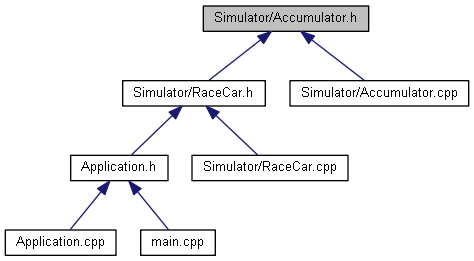 Simulator/Accumulator.h
Simulator/RaceCar.h
Simulator/Accumulator.cpp
Application.h
Simulator/RaceCar.cpp
Application.cpp
main.cpp